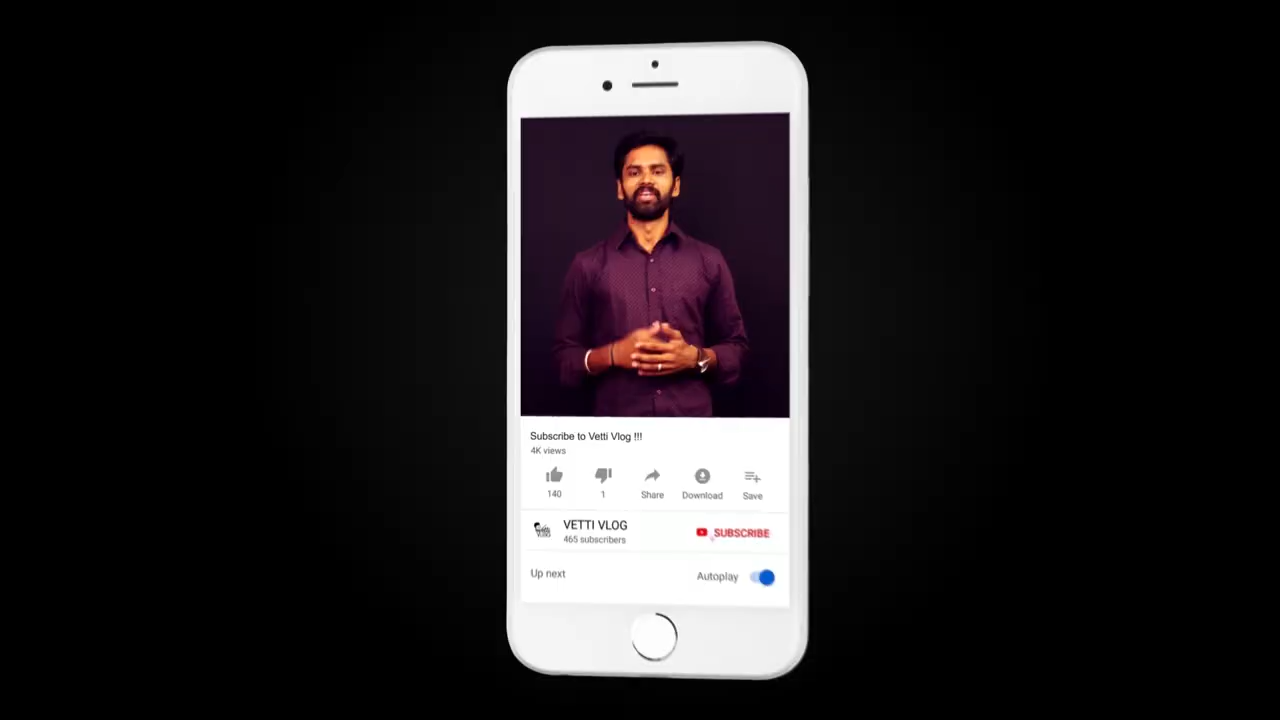 Subscribe to Vetti Vlog !!!
4K views
140 1 Share Download Save
VETTI VLOG
465 subscribers
SUBSCRIBE
Up next Autoplay